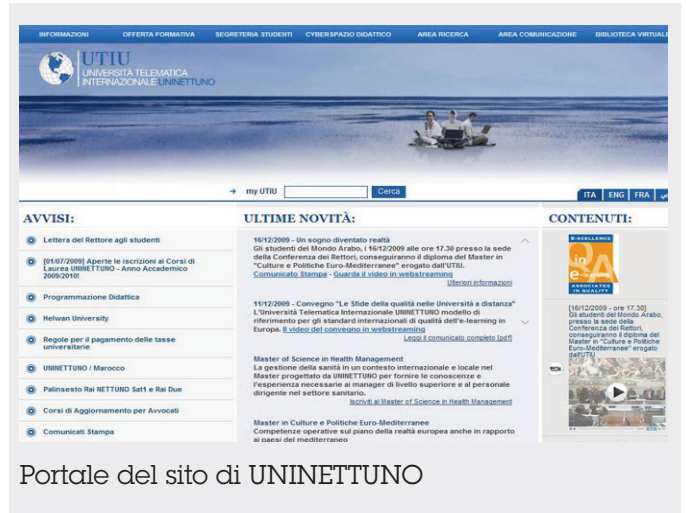 INFORMAZIONI OFFERTA FORMATIVA SEGRETERIA STUDENTI CYBERSPAZIO DIDATTICO AREA RICERCA AREA COMUNICAZIONE BIBLIOTECA VIRTUALE
UTIU
UNIVERSITÀ TELEMATICA
INTERNAZIONALE UNINETTUNO
→ my UTIU Cerca
ITA ENG FRA
AVVISI:
Lettera del Rettore agli studenti
[01/07/2009] Aperte le iscrizioni ai Corsi di
Laurea UNINETTUNO - Anno Accademico
2009/2010!
Programmazione Didattica
Helwan University
Regole per il pagamento delle tasse
universitarie
UNINETTUNO / Marocco
Palinsesto Rai NETTUNO Sat1 e Rai Due
Corsi di Aggiornamento per Avvocati
Comunicati Stampa
ULTIME NOVITÀ:
16/12/2009 - Un sogno diventato realtà
Gli studenti del Mondo Arabo, i 16/12/2009 alle ore 17.30 presso la sede
della Conferenza dei Rettori, conseguiranno il diploma del Master in
"Culture e Politiche Euro-Mediterranee" erogato dall'UTIU.
Comunicato Stampa - Guarda il video in webstreaming
Ulteriori informazioni
11/12/2009 - Convegno "Le Sfide della qualità nelle Università a distanza"
L'Università Telematica Internazionale UNINETTUNO modello di
riferimento per gli standard internazionali di qualità dell'e-learning in
Europa. Il video del convegno in webstreaming
Leggi il comunicato completo [pdf]
Master of Science in Health Management
La gestione della sanità in un contesto internazionale e locale nel
Master progettato da UNINETTUNO per fornire le conoscenze e
l'esperienza necessarie ai manager di livello superiore e al personale
dirigente nel settore sanitario.
Iscriviti al Master of Science in Health Management
Master in Culture e Politiche Euro-Mediterranee
Competenze operative sul piano della realtà europea anche in rapporto
ai paesi del mediterraneo
CONTENUTI:
E-XCELLENCE
in
e-
ASSOCIATES
IN QUALITY
[16/12/2009 - ore 17.30]
Gli studenti del Mondo Arabo,
presso la sede della
Conferenza dei Rettori,
conseguiranno il diploma del
Master in "Culture e Politiche
Euro-Mediterranee" erogato
dall'UTIU
Portale del sito di UNINETTUNO